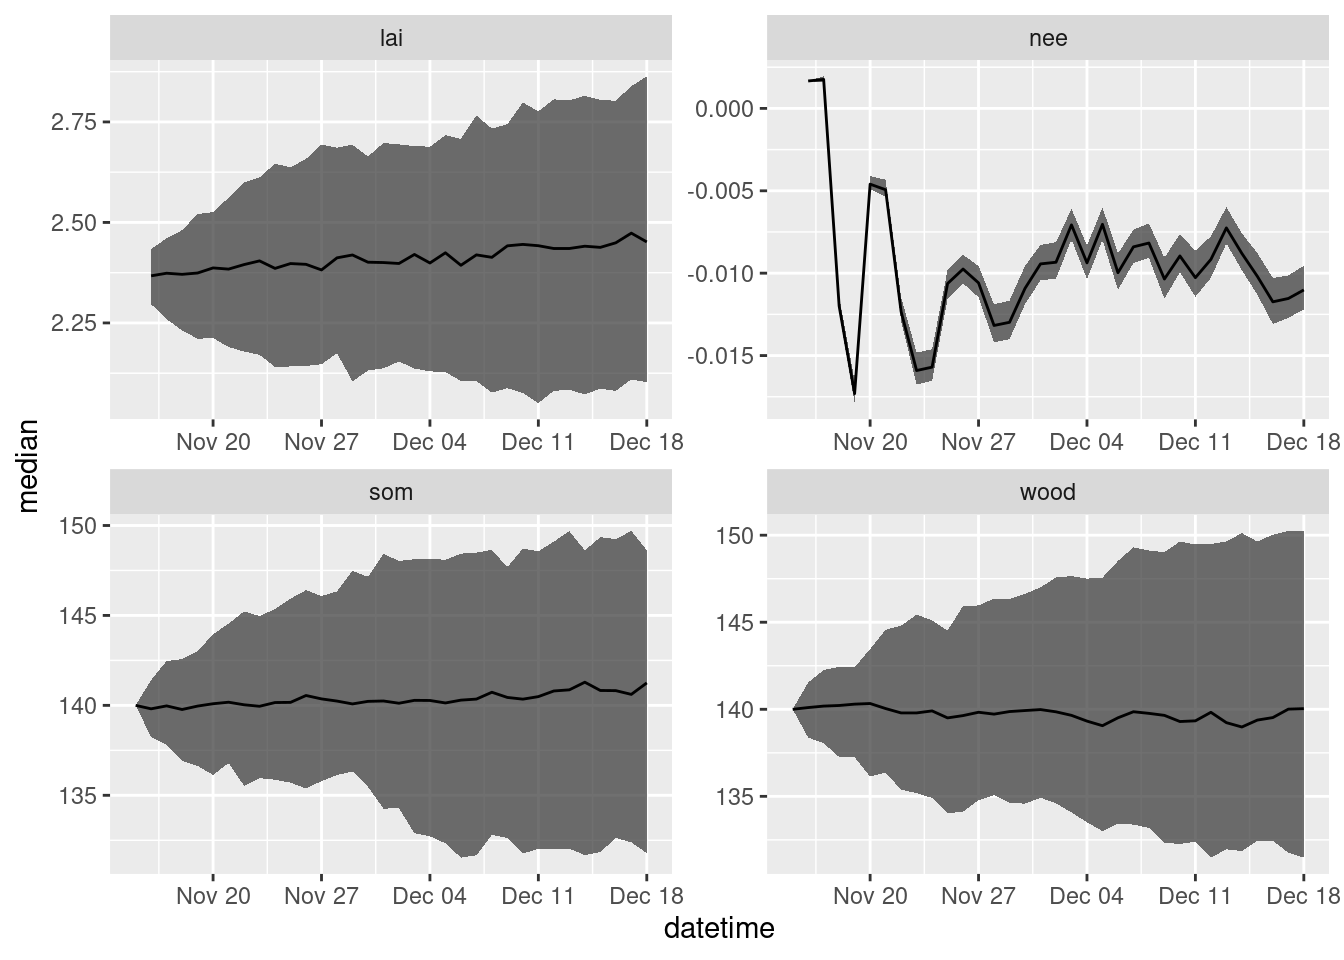 lai
nee
2.75
2.50
2.25
0.000
-0.005
-0.010
-0.015
Nov 20 Nov 27 Dec 04 Dec 11 Dec 18
Nov 20 Nov 27 Dec 04 Dec 11 Dec 18
median
som
wood
150
145
140
135
150
145
140
135
Nov 20 Nov 27 Dec 04 Dec 11 Dec 18
Nov 20 Nov 27 Dec 04 Dec 11 Dec 18
datetime